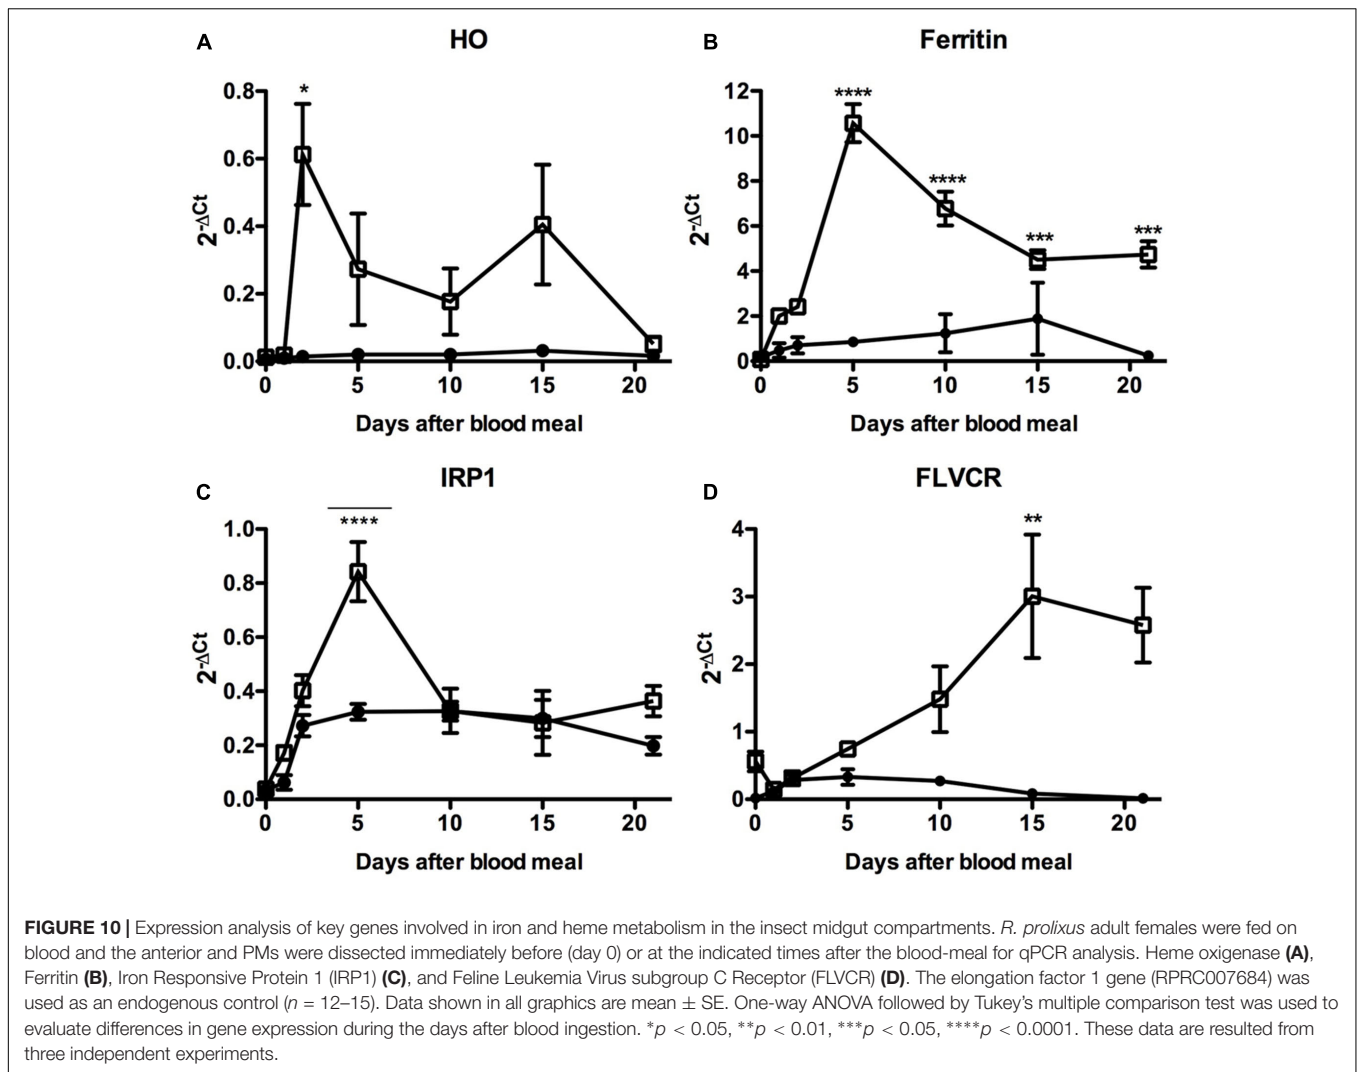 A
HO
*
0.8
0.6
0.4
0.2
0.0
2-ΔCt
0 5 10 15 20
Days after blood meal
B
Ferritin
****
****
***
***
12
10
8
6
4
2
0
2-ΔCt
0 5 10 15 20
Days after blood meal
C
IRP1
****
1.0
0.8
0.6
0.4
0.2
0.0
2-ΔCt
0 5 10 15 20
Days after blood meal
D
FLVCR
**
4
3
2
1
0
2-ΔCt
0 5 10 15 20
Days after blood meal
FIGURE 10 | Expression analysis of key genes involved in iron and heme metabolism in the insect midgut compartments. R. prolixus adult females were fed on
blood and the anterior and PMs were dissected immediately before (day 0) or at the indicated times after the blood-meal for qPCR analysis. Heme oxigenase (A),
Ferritin (B), Iron Responsive Protein 1 (IRP1) (C), and Feline Leukemia Virus subgroup C Receptor (FLVCR) (D). The elongation factor 1 gene (RPRC007684) was
used as an endogenous control (n = 12–15). Data shown in all graphics are mean ± SE. One-way ANOVA followed by Tukey's multiple comparison test was used to
evaluate differences in gene expression during the days after blood ingestion. *p < 0.05, **p < 0.01, ***p < 0.05, ****p < 0.0001. These data are resulted from
three independent experiments.